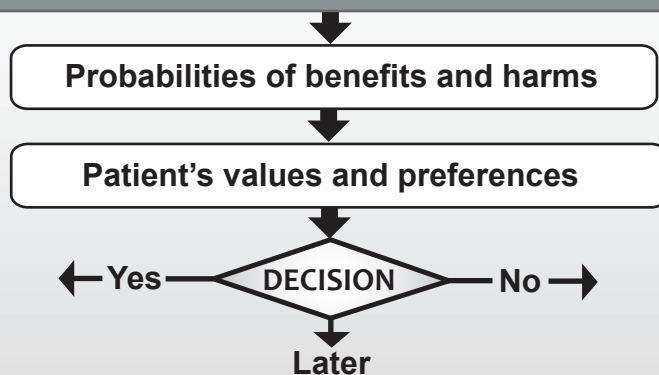 Probabilities of benefits and harms
Patient's values and preferences
Yes DECISION No
Later